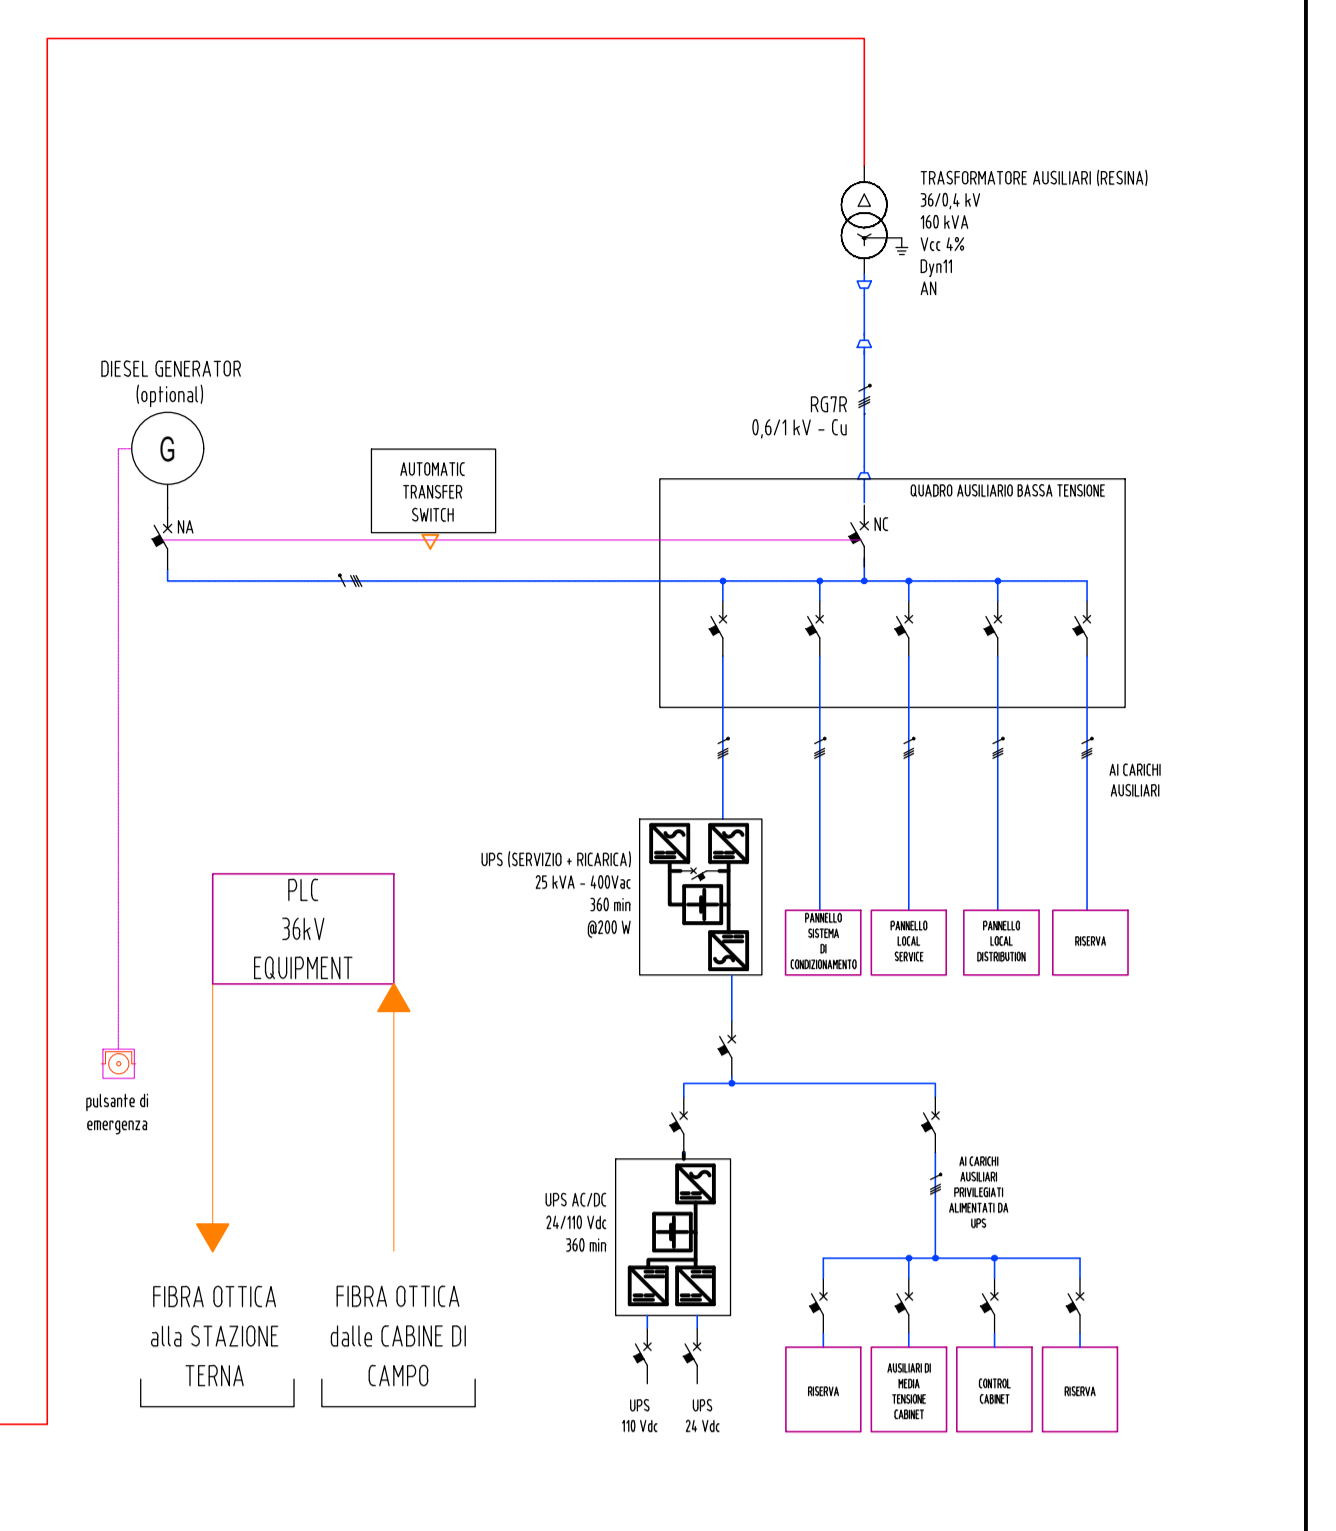 TRASFORMATORE AUSILIARI (RESINA)
36/0,4 kV
160 kVA
Vcc 4%
Dyn11
AN
DIESEL GENERATOR
(optional)
G
NA
AUTOMATIC
TRANSFER
SWITCH
RG7R
0,6/1 kV - Cu
QUADRO AUSILIARIO BASSA TENSIONE
NC
AI CARICHI
AUSILIARI
UPS (SERVIZIO + RICARICA)
25 kVA - 400Vac
360 min
@200 W
PANNELLO
SISTEMA
DI
CONDIZIONAMENTO
PANNELLO
LOCAL
SERVICE
PANNELLO
LOCAL
DISTRIBUTION
RISERVA
PLC
36kV
EQUIPMENT
pulsante di
emergenza
UPS AC/DC
24/110 Vdc
360 min
AI CARICHI
AUSILIARI
PRIVILEGIATI
ALIMENTATI DA
UPS
FIBRA OTTICA
alla STAZIONE
TERNA
FIBRA OTTICA
dalle CABINE DI
CAMPO
UPS
110 Vdc
UPS
24 Vdc
RISERVA
AUSILIARI DI
MEDIA
TENSIONE
CABINET
CONTROL
CABINET
RISERVA